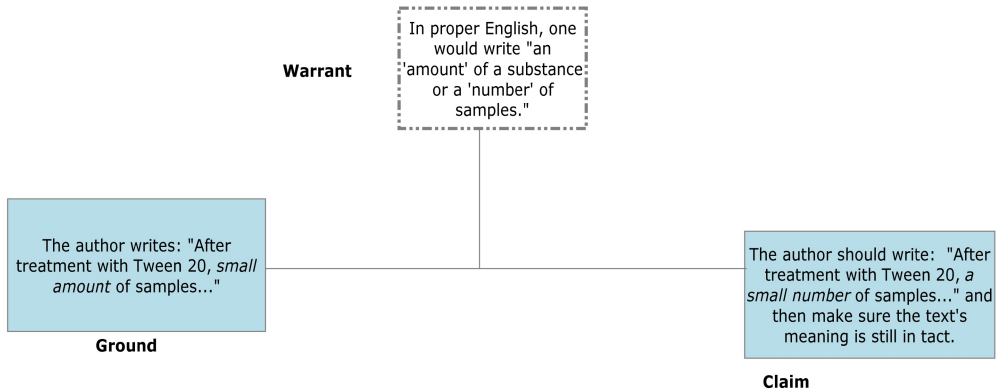 In proper English, one
would write "an
'amount' of a substance
or a 'number' of
samples."
Warrant
The author writes: "After
treatment with Tween 20, small
amount of samples..."
Ground
The author should write:  "After
treatment with Tween 20, a
small number of samples..." and
then make sure the text's
meaning is still in tact.
Claim